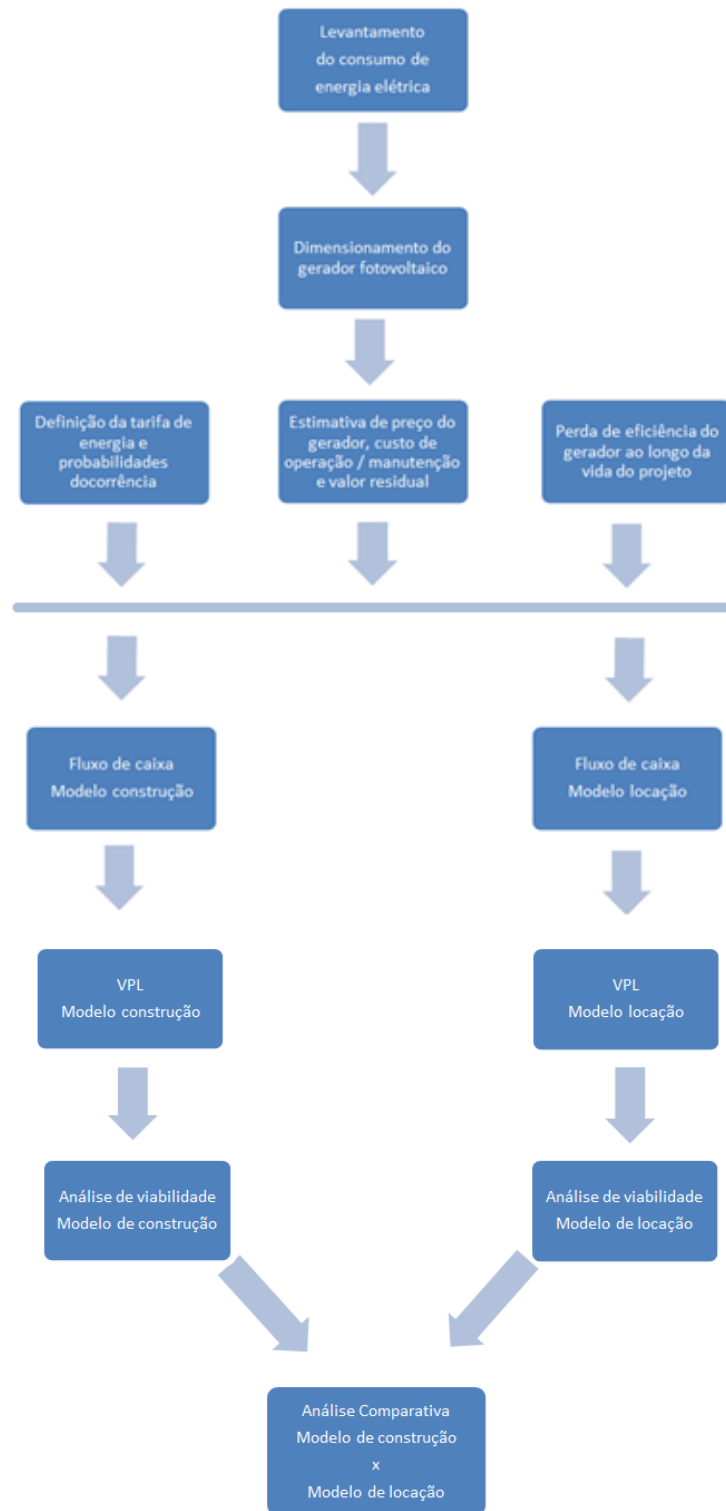 Levantamento
do consumo de
energia elétrica
Dimensionamento do
gerador fotovoltaico
Definição da tarifa de
energia e
probabilidades
docorrência
Estimativa de preço do
gerador, custo de
operação / manutenção
e valor residual
Perda de eficiência do
gerador ao longo da
vida do projeto
Fluxo de caixa
Modelo construção
Fluxo de caixa
Modelo locação
VPL
Modelo construção
VPL
Modelo locação
Análise de viabilidade
Modelo de construção
Análise de viabilidade
Modelo de locação
Análise Comparativa
Modelo de construção
x
Modelo de locação